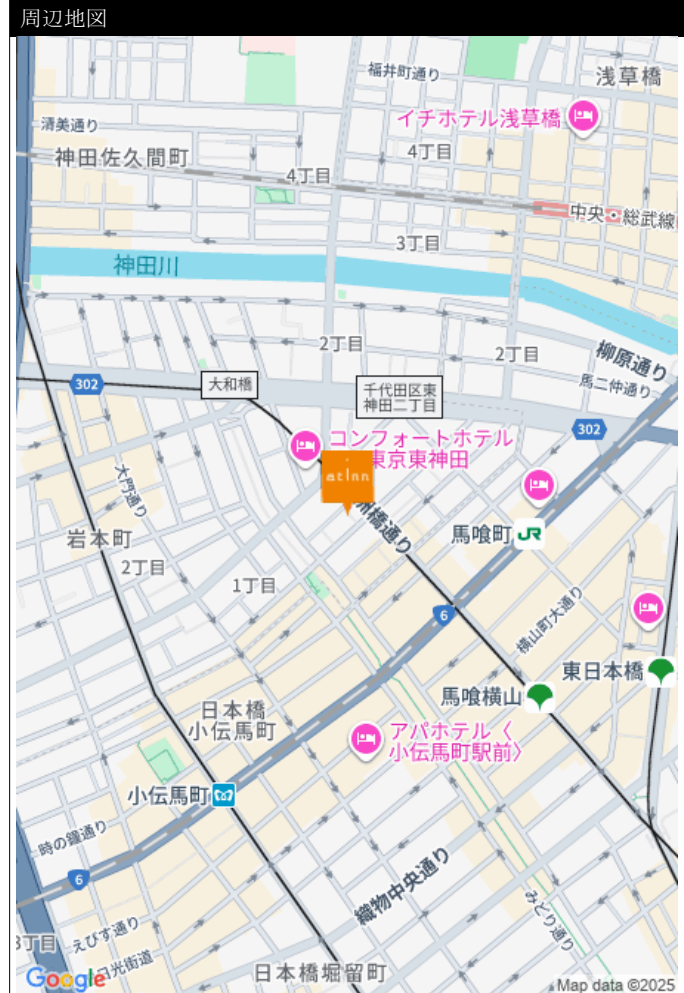 周辺地図
福井町通り
浅草橋
イチホテル浅草橋
清美通り
神田佐久間町
4丁目
4丁目
中央・総武線
3丁目
神田川
2丁目
2丁目
柳原通り
馬二仲通り
302
大和橋
千代田区東
神田二丁目
302
コンフォートホテル
東京東神田
atInn
大門通り
岩本町
2丁目
1丁目
馬喰町
JR
6
横山町大通り
東日本橋
馬喰横山
日本橋
小伝馬町
アパホテル〈
小伝馬町駅前〉
小伝馬町
時の鐘通り
6
織物中央通り
みどり通り
えびす通り
3丁目
日光街道
日本橋堀留町
Google
Map data ©2025